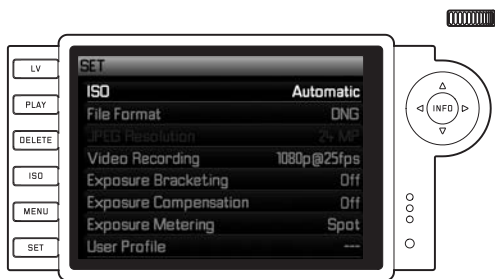 LV
PLAY
DELETE
ISO
MENU
SET
SET
ISO Automatic
File Format DNG
JPEG Resolution 24 MP
Video Recording 1080p@25fps
Exposure Bracketing Off
Exposure Compensation Off
Exposure Metering Spot
User Profile ---
INFO